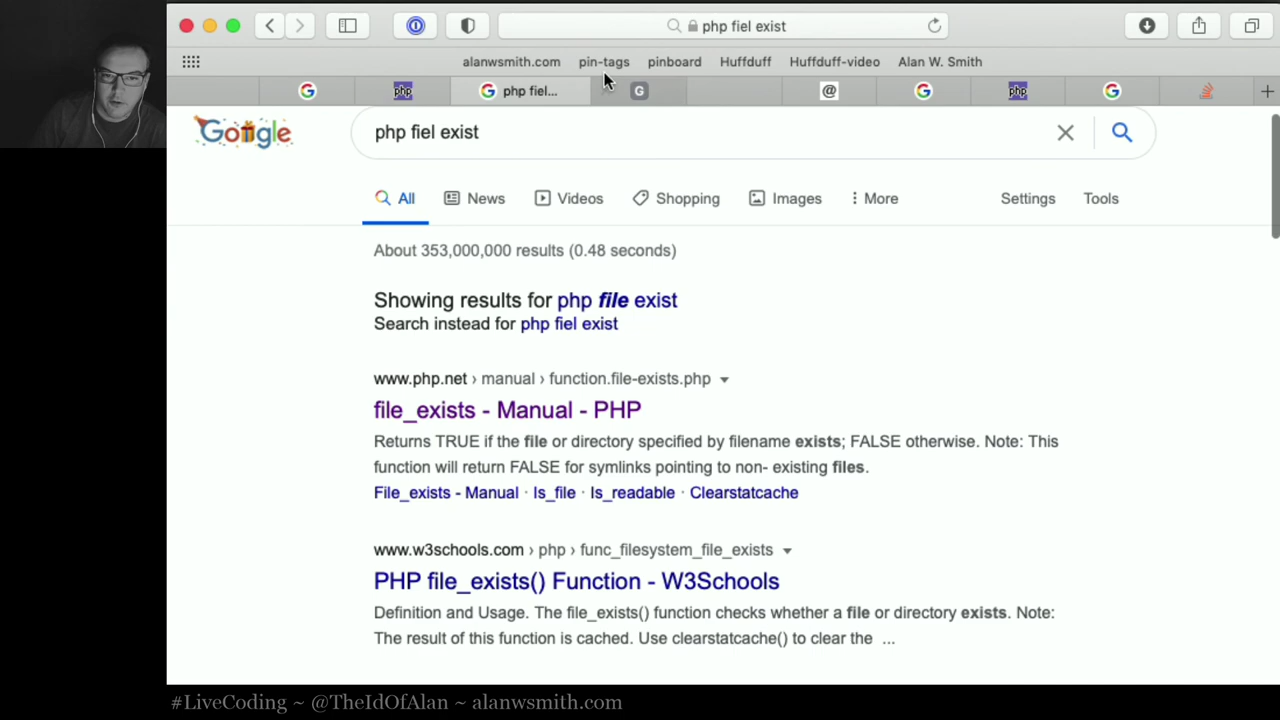 php fiel exist
alanwsmith.com pin-tags pinboard Huffduff Huffduff-video Alan W. Smith
G php G php fiel... G @ G php G
Google php fiel exist
All News Videos Shopping Images More Settings Tools
About 353,000,000 results (0.48 seconds)
Showing results for php file exist
Search instead for php fiel exist
www.php.net › manual › function.file-exists.php
file_exists - Manual - PHP
Returns TRUE if the file or directory specified by filename exists; FALSE otherwise. Note: This
function will return FALSE for symlinks pointing to non- existing files.
File_exists - Manual · Is_file · Is_readable · Clearstatcache
www.w3schools.com › php › func_filesystem_file_exists
PHP file_exists() Function - W3Schools
Definition and Usage. The file_exists() function checks whether a file or directory exists. Note:
The result of this function is cached. Use clearstatcache() to clear the ...
#LiveCoding ~ @TheIdOfAlan ~ alanwsmith.com